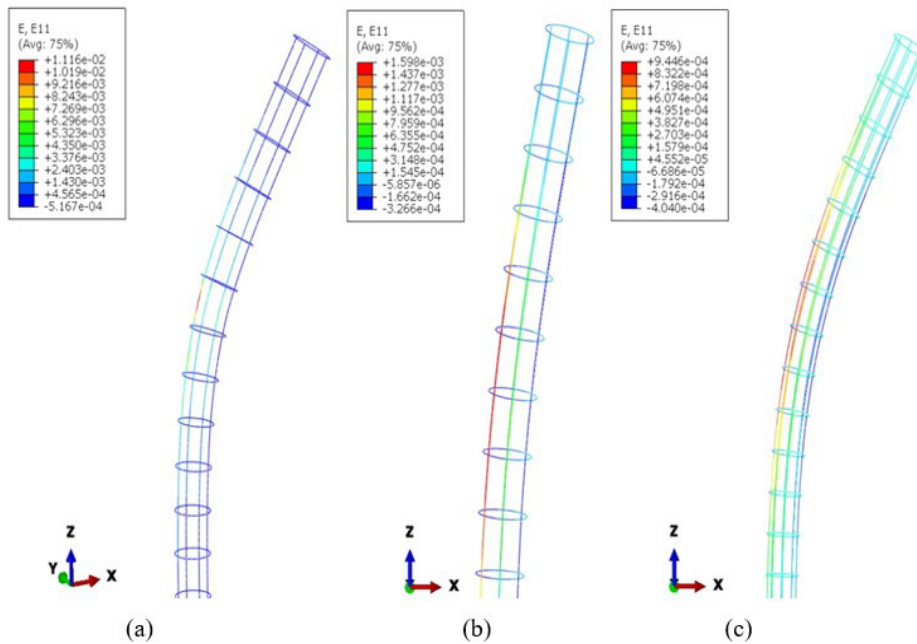 E, E11
(Avg: 75%)
+1.116e-02
+1.019e-02
+9.216e-03
+8.243e-03
+7.269e-03
+6.296e-03
+5.323e-03
+4.350e-03
+3.376e-03
+2.403e-03
+1.430e-03
+4.565e-04
-5.167e-04
E, E11
(Avg: 75%)
+1.598e-03
+1.437e-03
+1.277e-03
+1.117e-03
+9.562e-04
+7.959e-04
+6.355e-04
+4.752e-04
+3.148e-04
+1.545e-04
-5.857e-06
-1.662e-04
-3.266e-04
E, E11
(Avg: 75%)
+9.446e-04
+8.322e-04
+7.198e-04
+6.074e-04
+4.951e-04
+3.827e-04
+2.703e-04
+1.579e-04
+4.552e-05
-6.686e-05
-1.792e-04
-2.916e-04
-4.040e-04
Z
Y
X
Z
X
Z
X
(a)
(b)
(c)